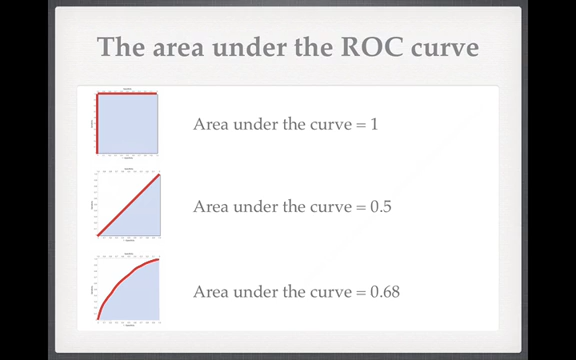 The area under the ROC curve
Area under the curve = 1
Area under the curve = 0.5
Area under the curve = 0.68